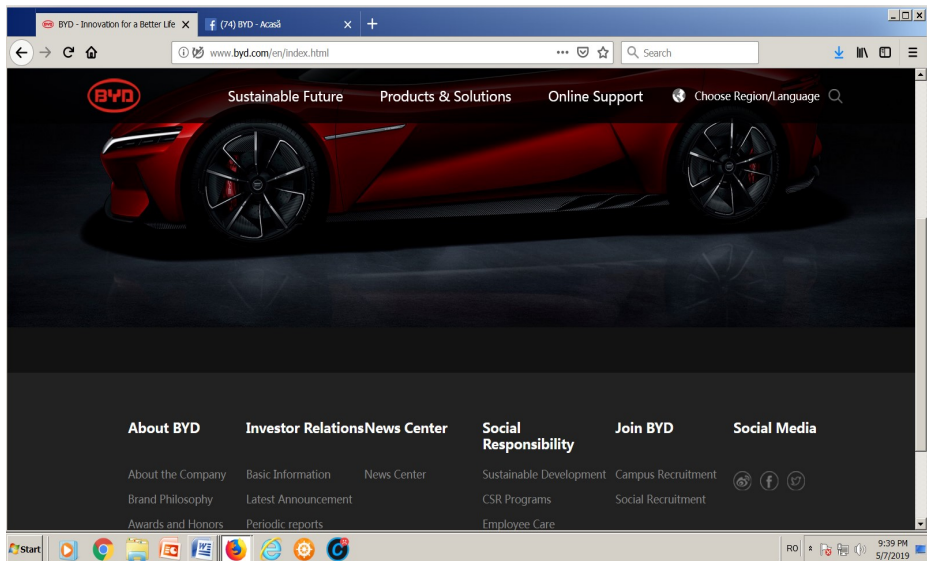 BYD - Innovation for a Better Life
(74) BYD - Acasă
www.byd.com/en/index.html
Search
BYD
Sustainable Future
Products & Solutions
Online Support
Choose Region/Language
About BYD
Investor Relations
News Center
Social
Responsibility
Join BYD
Social Media
About the Company
Basic Information
News Center
Sustainable Development
Campus Recruitment
Brand Philosophy
Latest Announcement
CSR Programs
Social Recruitment
Awards and Honors
Periodic reports
Employee Care
Start
RO
9:39 PM
5/7/2019